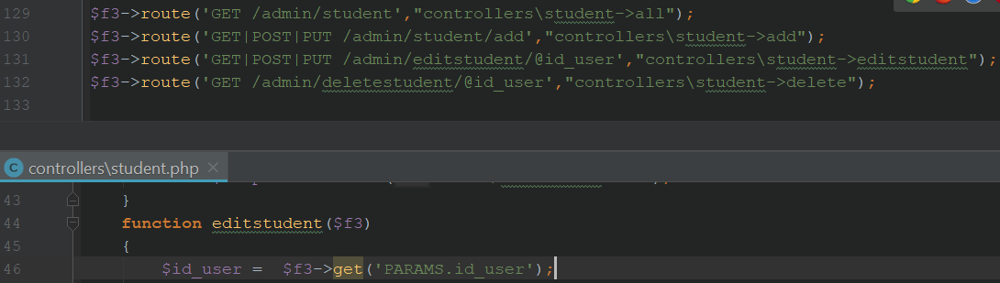 129 $f3->route('GET /admin/student',"controllers\student->all");
130 $f3->route('GET|POST|PUT /admin/student/add',"controllers\student->add");
131 $f3->route('GET|POST|PUT /admin/editstudent/@id_user',"controllers\student->editstudent");
132 $f3->route('GET /admin/deletestudent/@id_user',"controllers\student->delete");
133
C controllers\student.php ×
43 }
44 function editstudent($f3)
45 {
46 $id_user = $f3->get('PARAMS.id_user');